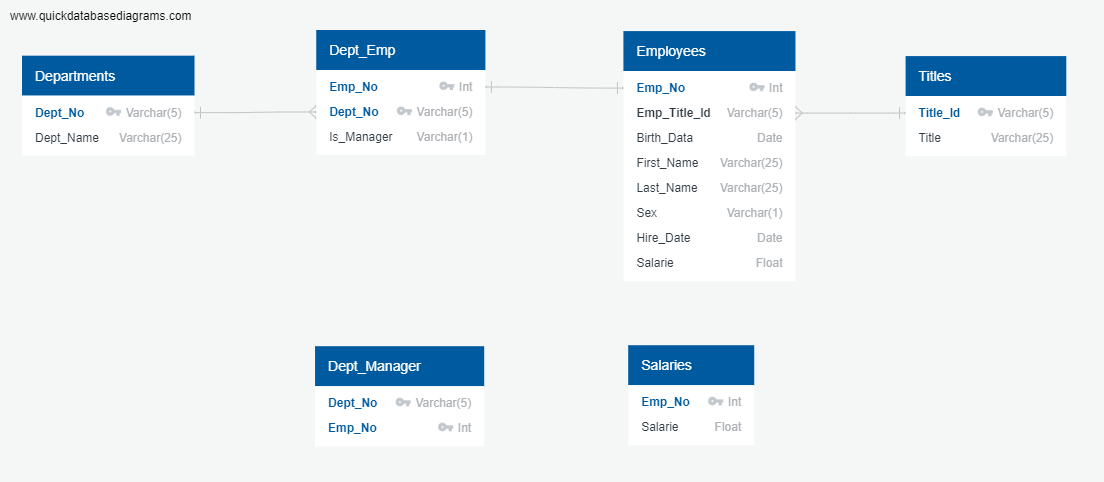 www.quickdatabasediagrams.com
Departments
Dept_No Varchar(5)
Dept_Name Varchar(25)
Dept_Emp
Emp_No Int
Dept_No Varchar(5)
Is_Manager Varchar(1)
Employees
Emp_No Int
Emp_Title_Id Varchar(5)
Birth_Data Date
First_Name Varchar(25)
Last_Name Varchar(25)
Sex Varchar(1)
Hire_Date Date
Salarie Float
Titles
Title_Id Varchar(5)
Title Varchar(25)
Dept_Manager
Dept_No Varchar(5)
Emp_No Int
Salaries
Emp_No Int
Salarie Float